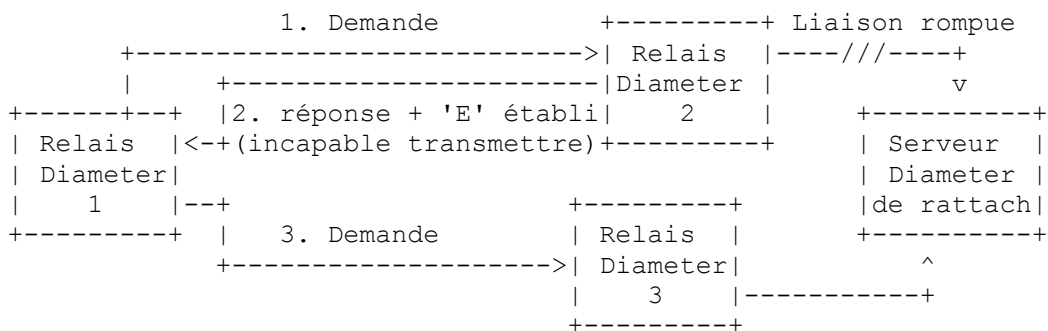 1. Demande +---------+ Liaison rompue
+------------------------------>| Relais |----///----+
| +-----------------------|Diameter | v
+------+--+ |2. réponse + 'E' établi| 2 | +----------+
| Relais |<-+(incapable transmettre)+---------+ | Serveur |
| Diameter| | Diameter |
| 1 |--+ +---------+ |de rattach|
+---------+ | 3. Demande | Relais | +----------+
+-------------------->| Diameter| ^
| 3 |-----------+
+---------+